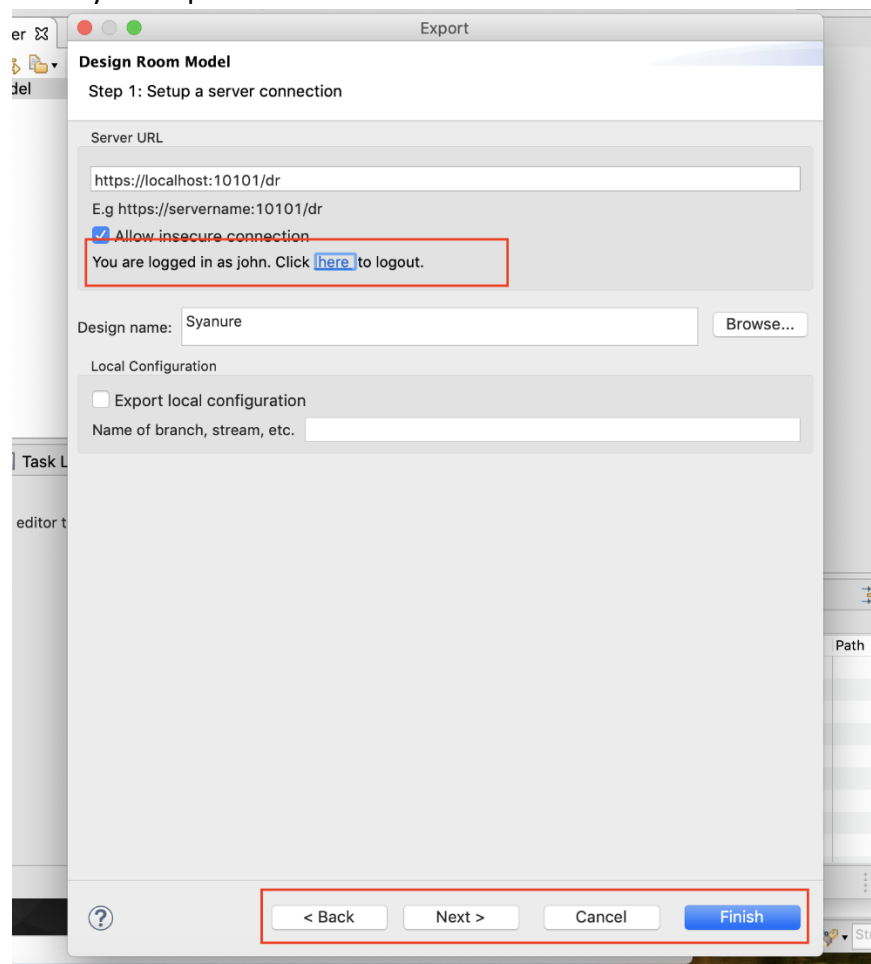 Export
er
Design Room Model
Step 1: Setup a server connection
del
Server URL
https://localhost:10101/dr
E.g https://servername:10101/dr
Allow insecure connection
You are logged in as john. Click here to logout.
Design name: Syanure Browse...
Local Configuration
Export local configuration
Name of branch, stream, etc.
Task L
editor t
Path
? < Back Next > Cancel Finish